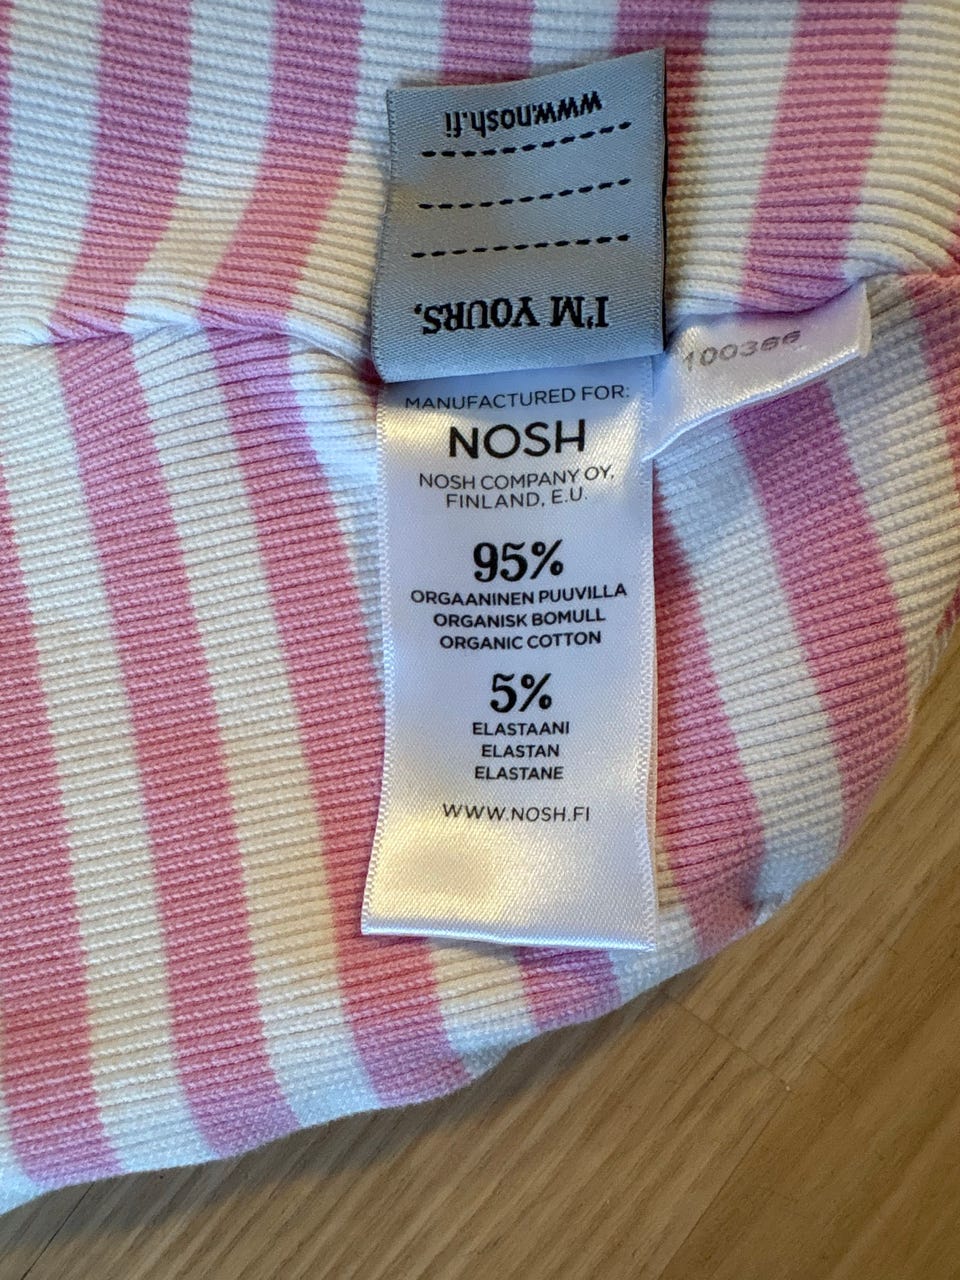 www.nosh.fi
I'M YOURS,
100366
MANUFACTURED FOR:
NOSH
NOSH COMPANY OY,
FINLAND, E.U.
95%
ORGAANINEN PUUVILLA
ORGANISK BOMULL
ORGANIC COTTON
5%
ELASTAANI
ELASTAN
ELASTANE
WWW.NOSH.FI